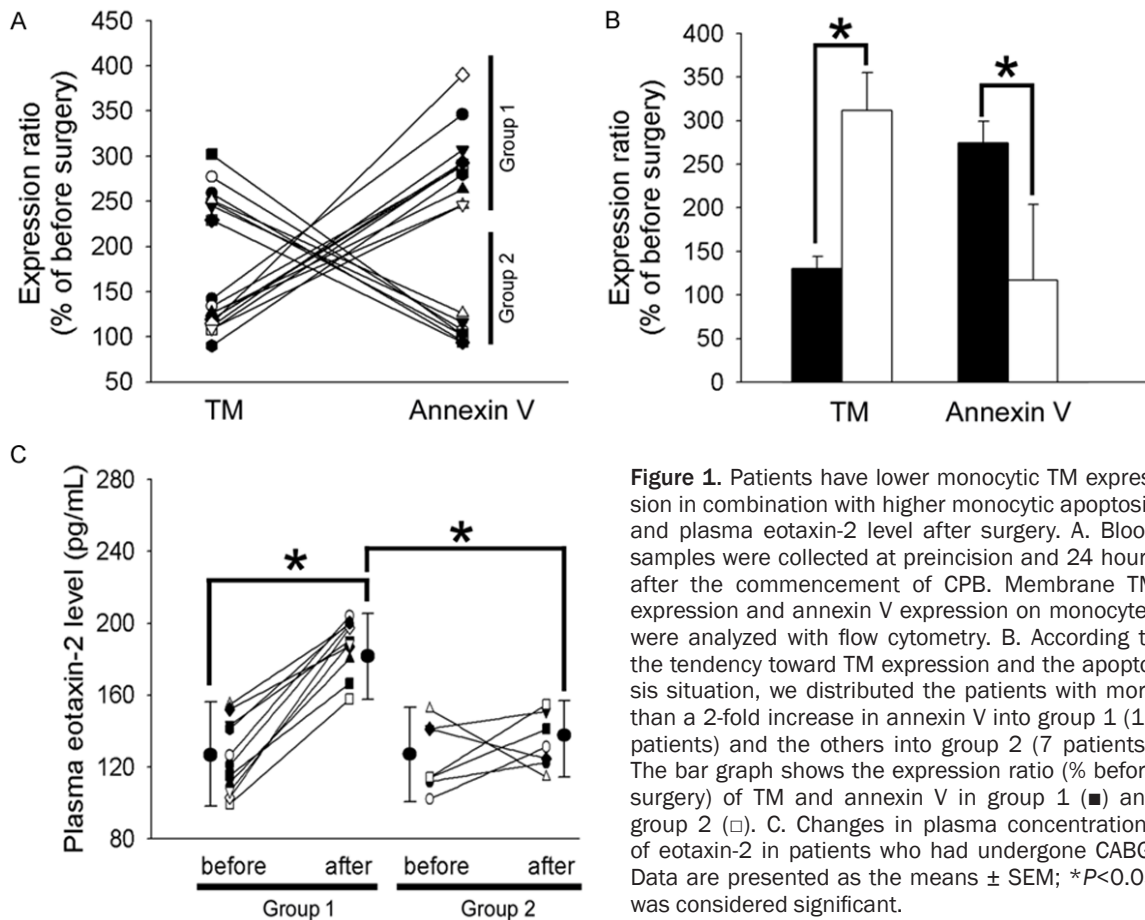 A
Expression ratio
(% of before surgery)
450
400
350
300
250
200
150
100
50
TM
Annexin V
Group 1
Group 2
B
Expression ratio
(% of before surgery)
400
350
300
250
200
150
100
50
0
*
*
TM
Annexin V
C
Plasma eotaxin-2 level (pg/mL)
280
240
200
160
120
80
*
*
before
after
before
after
Group 1
Group 2
Figure 1. Patients have lower monocytic TM expres
sion in combination with higher monocytic apoptosi
and plasma eotaxin-2 level after surgery. A. Bloo
samples were collected at preincision and 24 hour
after the commencement of CPB. Membrane TM
expression and annexin V expression on monocyte
were analyzed with flow cytometry. B. According t
the tendency toward TM expression and the apopto
sis situation, we distributed the patients with mor
than a 2-fold increase in annexin V into group 1 (1
patients) and the others into group 2 (7 patients
The bar graph shows the expression ratio (% befor
surgery) of TM and annexin V in group 1 (■) an
group 2 (□). C. Changes in plasma concentration
of eotaxin-2 in patients who had undergone CABG
Data are presented as the means ± SEM; *P<0.0
was considered significant.